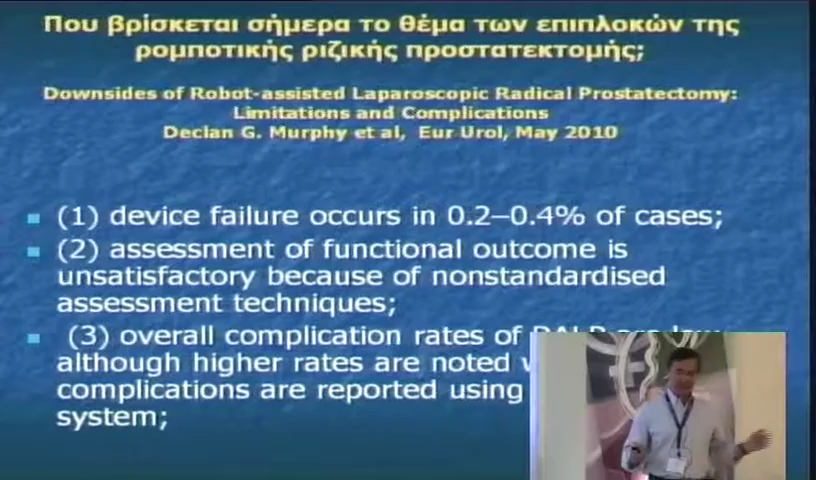 Που βρίσκεται σήμερα το θέμα των επιπλοκών της
ρομποτικής ριζικής προστατεκτομής;
Downsides of Robot-assisted Laparoscopic Radical Prostatectomy:
Limitations and Complications
Declan G. Murphy et al, Eur Urol, May 2010
(1) device failure occurs in 0.2–0.4% of cases;
(2) assessment of functional outcome is
unsatisfactory because of nonstandardised
assessment techniques;
(3) overall complication rates of
although higher rates are noted
complications are reported using
system;